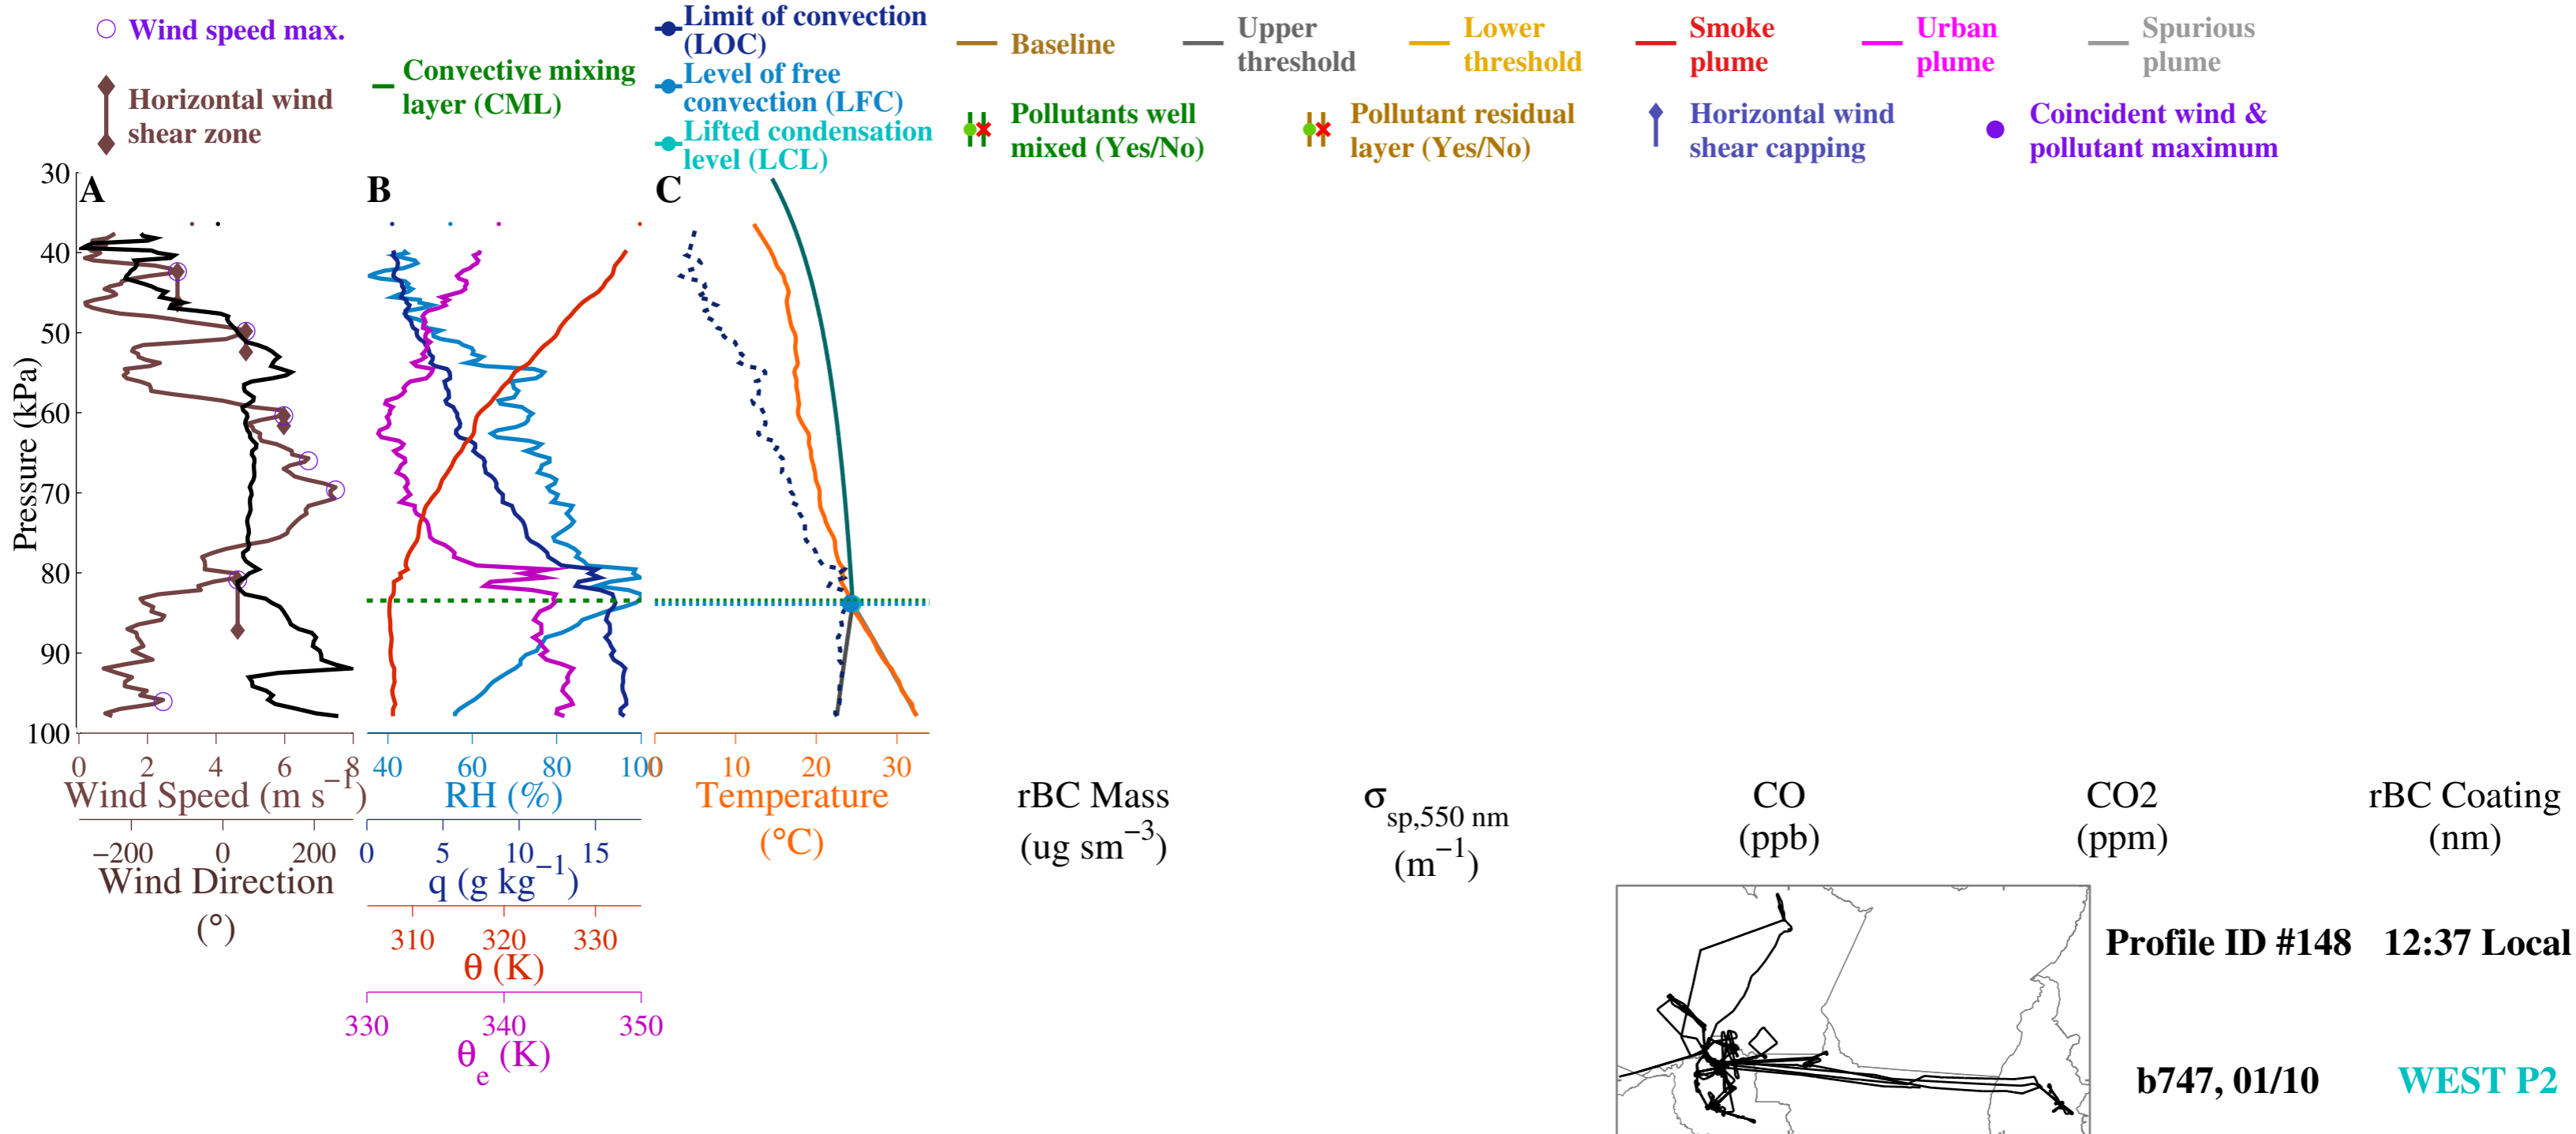 Wind speed max.
Horizontal wind
shear zone
Convective mixing
layer (CML)
Limit of convection
(LOC)
Level of free
convection (LFC)
Lifted condensation
level (LCL)
Baseline
Upper
threshold
Lower
threshold
Smoke
plume
Urban
plume
Spurious
plume
Pollutants well
mixed (Yes/No)
Pollutant residual
layer (Yes/No)
Horizontal wind
shear capping
Coincident wind &
pollutant maximum
A
B
C
Pressure (kPa)
30
40
50
60
70
80
90
100
0 2 4 6 8
Wind Speed (m s−1)
−200 0 200
Wind Direction
(°)
40 60 80 100
RH (%)
0 5 10 15
q (g kg−1)
310 320 330
θ (K)
330 340 350
θe (K)
0 10 20 30
Temperature
(°C)
rBC Mass
(ug sm−3)
σsp,550 nm
(m−1)
CO
(ppb)
CO2
(ppm)
rBC Coating
(nm)
Profile ID #148 12:37 Local
b747, 01/10 WEST P2